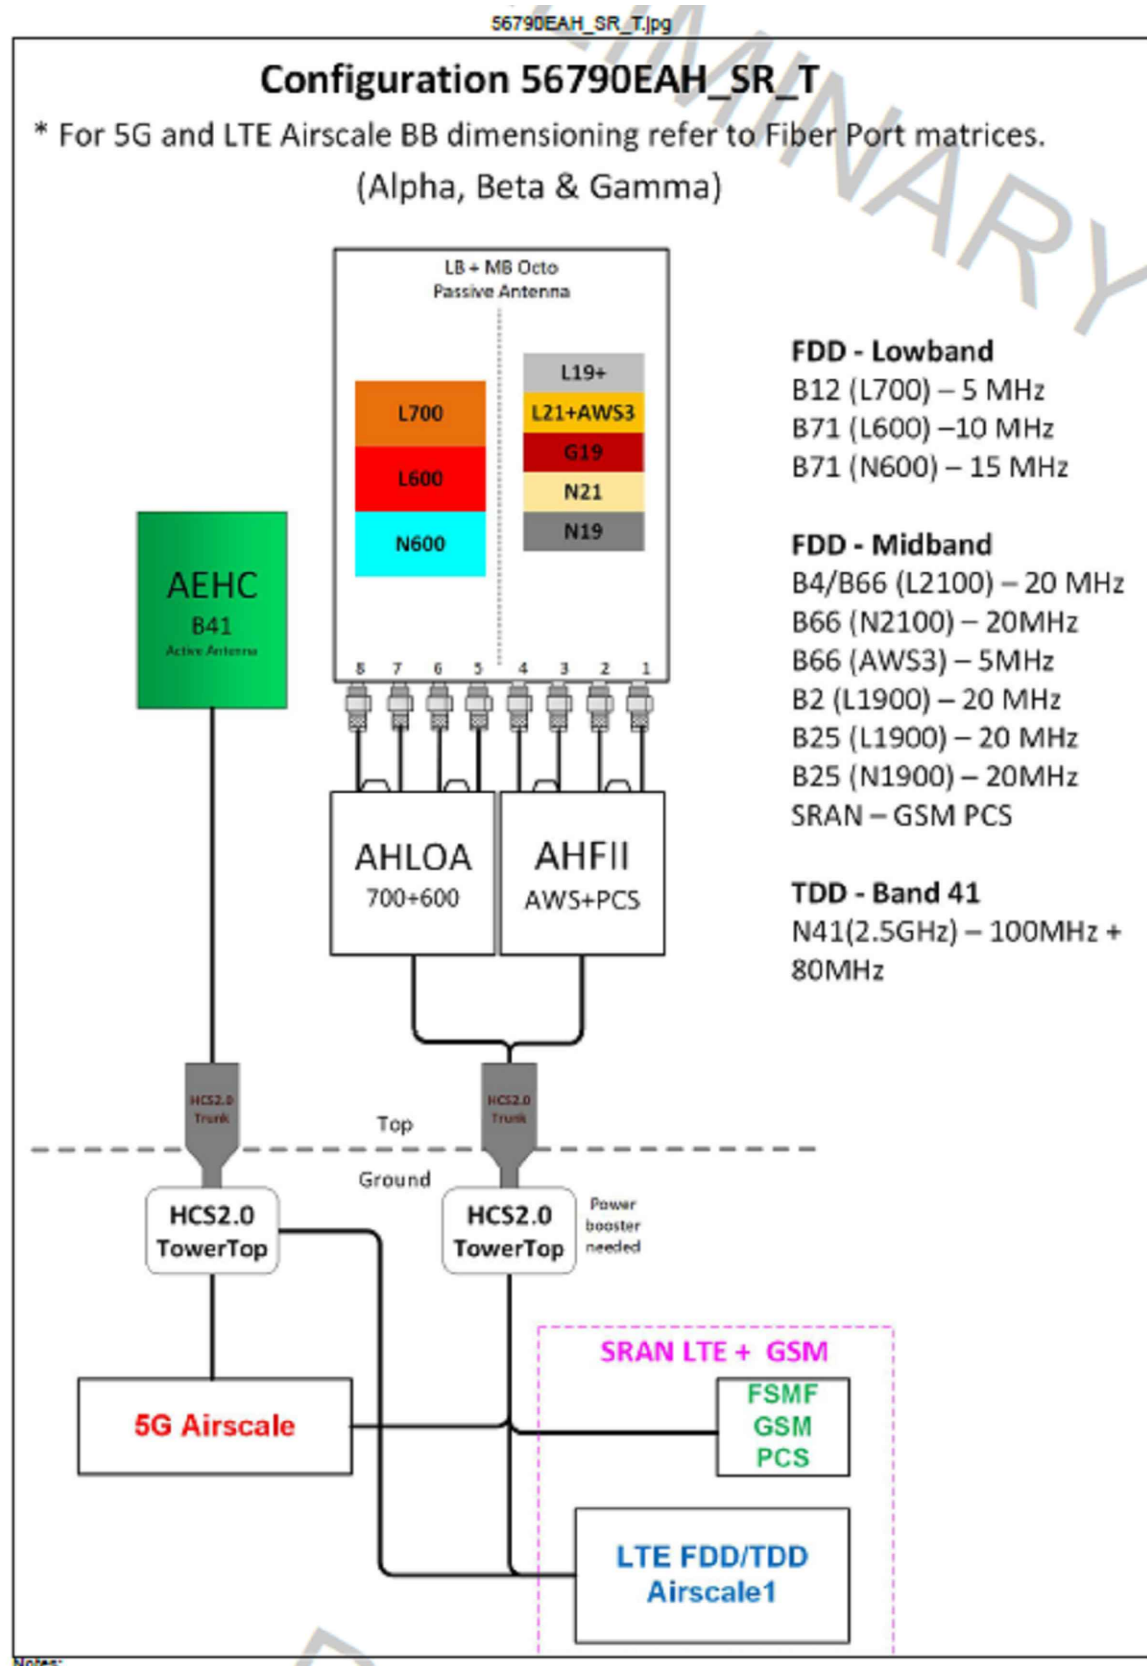 56790EAH_SR_T.jpg
Configuration 56790EAH_SR_T
* For 5G and LTE Airscale BB dimensioning refer to Fiber Port matrices.
(Alpha, Beta & Gamma)
LIMINARY
LB + MB Octo
Passive Antenna
L700
L600
N600
L19+
L21+AWS3
G19
N21
N19
8 7 6 5 4 3 2 1
AEHC
B41
Active Antenna
AHLOA
700+600
AHFII
AWS+PCS
FDD - Lowband
B12 (L700) – 5 MHz
B71 (L600) –10 MHz
B71 (N600) – 15 MHz
FDD - Midband
B4/B66 (L2100) – 20 MHz
B66 (N2100) – 20MHz
B66 (AWS3) – 5MHz
B2 (L1900) – 20 MHz
B25 (L1900) – 20 MHz
B25 (N1900) – 20MHz
SRAN – GSM PCS
TDD - Band 41
N41(2.5GHz) – 100MHz +
80MHz
HCS2.0
Trunk
HCS2.0
Trunk
Top
Ground
HCS2.0
TowerTop
HCS2.0
TowerTop
Power
booster
needed
SRAN LTE + GSM
5G Airscale
FSMF
GSM
PCS
LTE FDD/TDD
Airscale1
Notes: